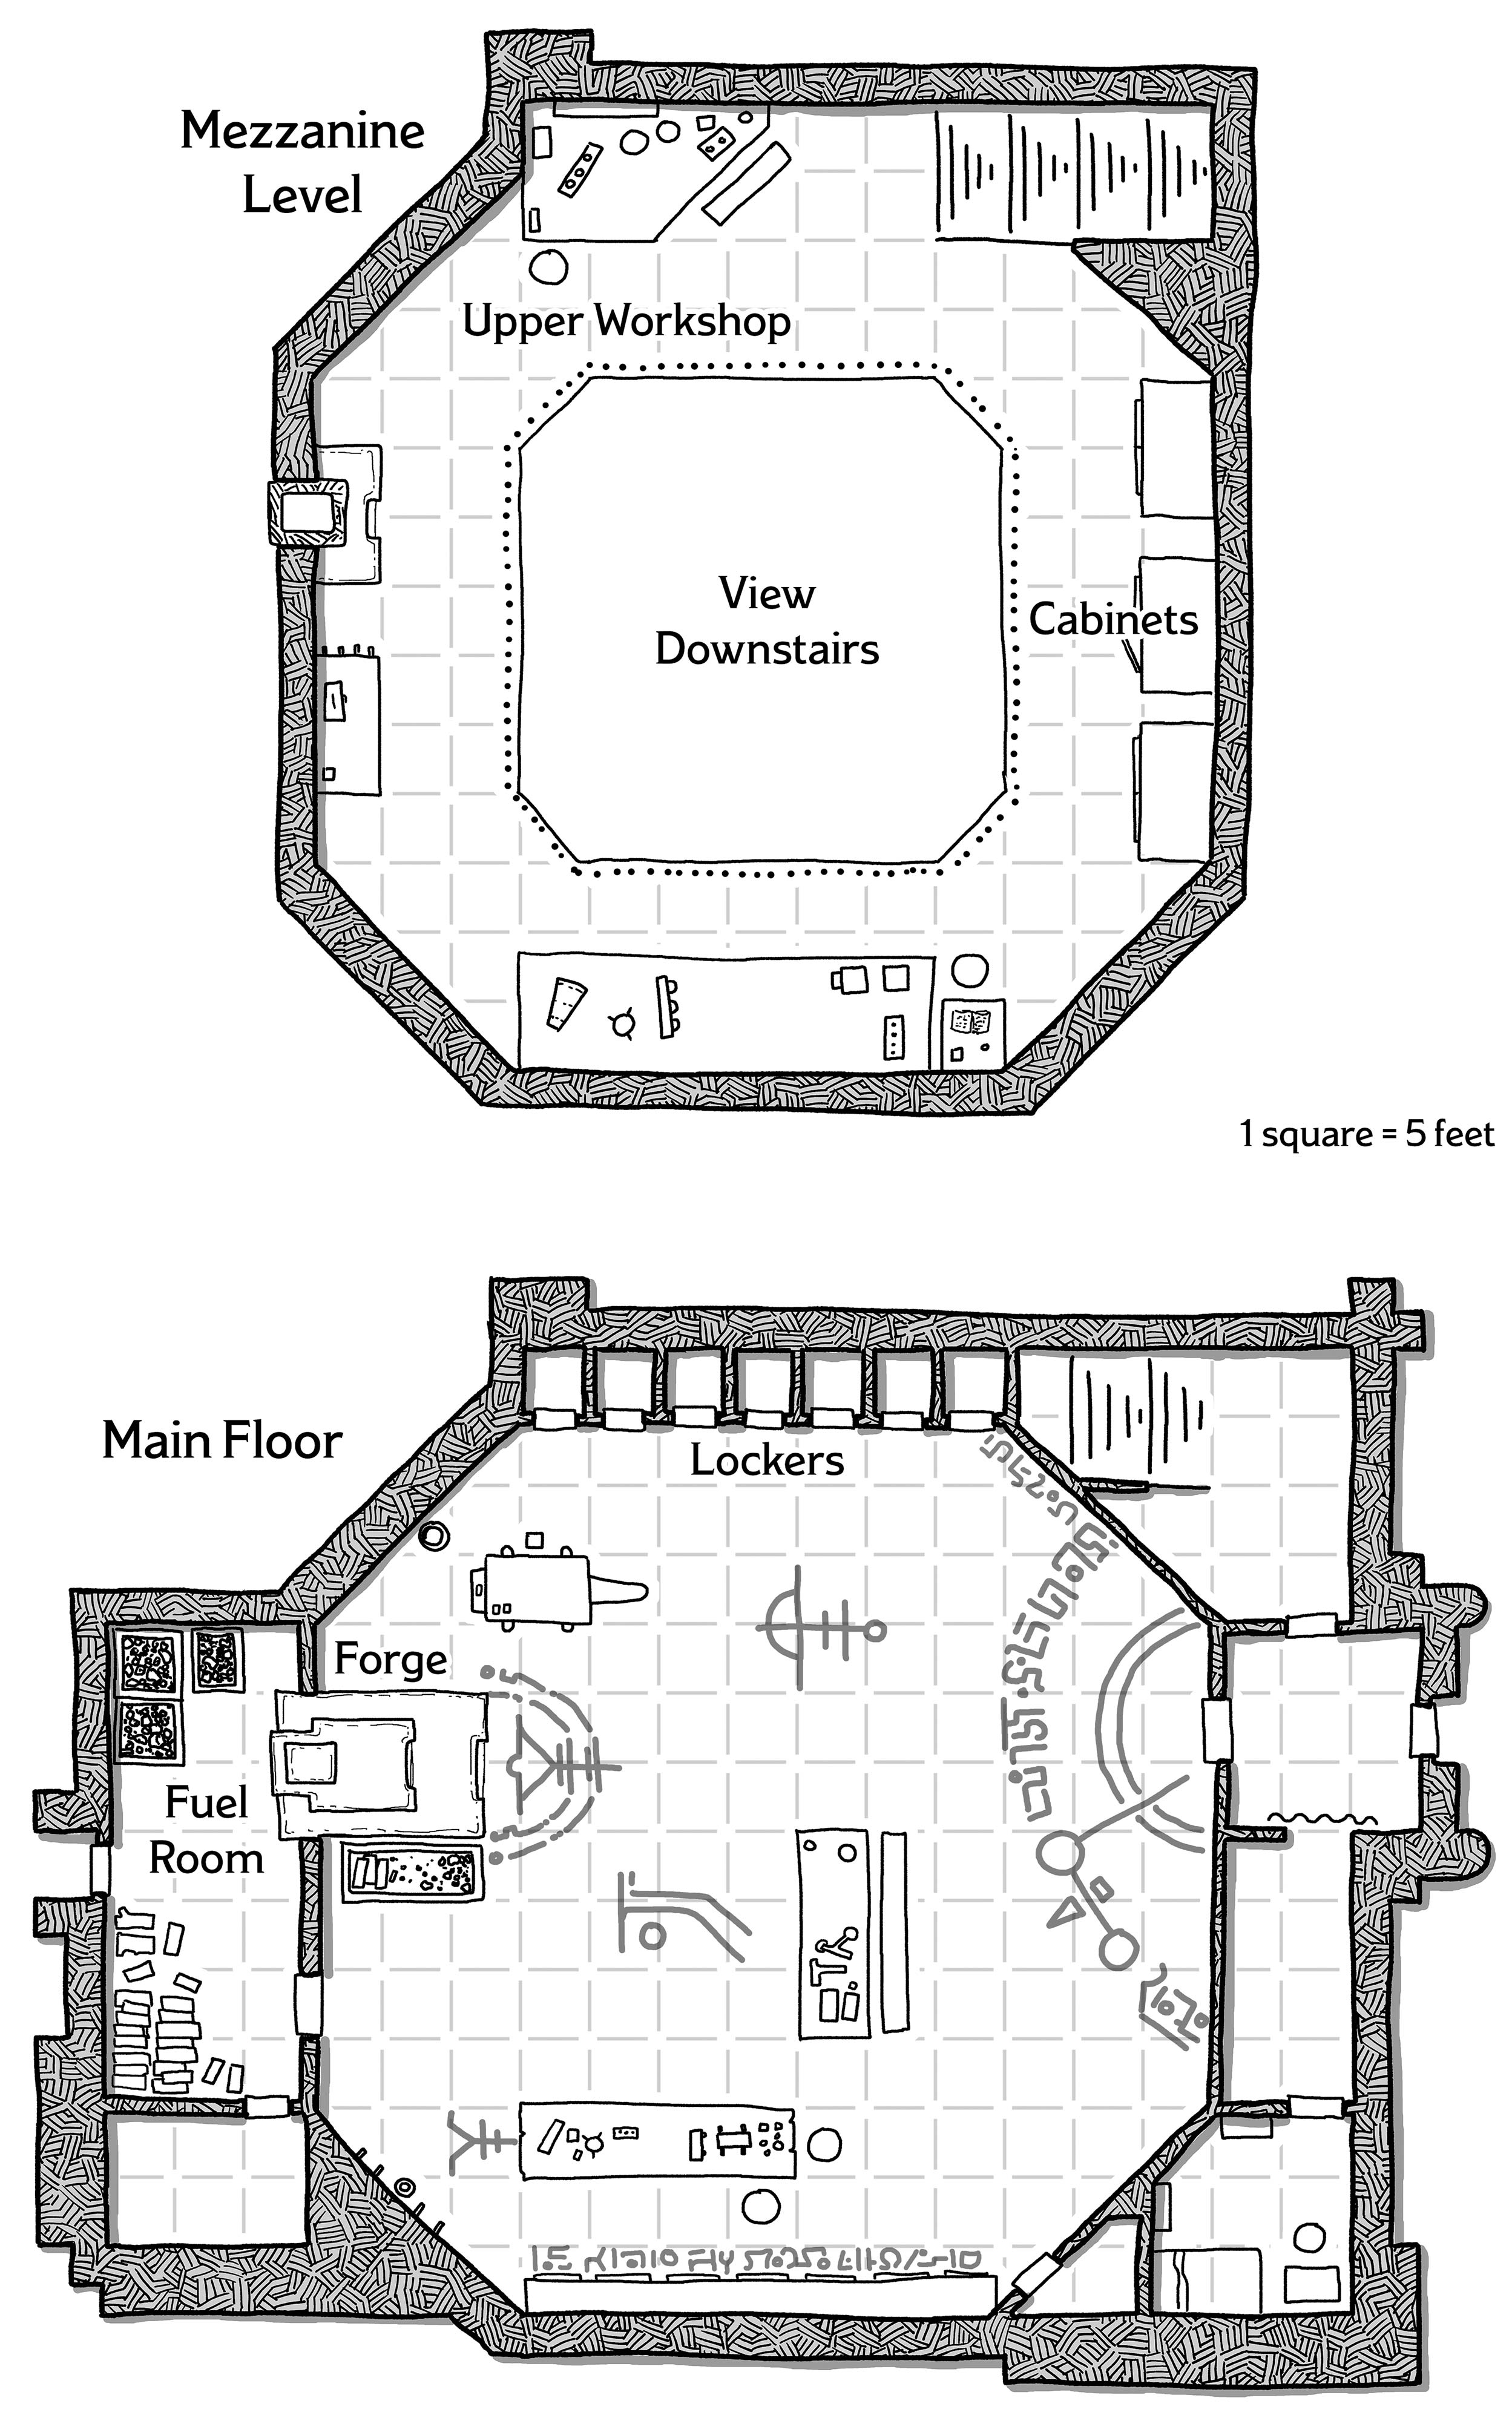 Mezzanine
Level
Upper Workshop
View
Downstairs
Cabinets
1 square = 5 feet
Main Floor
Lockers
Forge
Fuel
Room